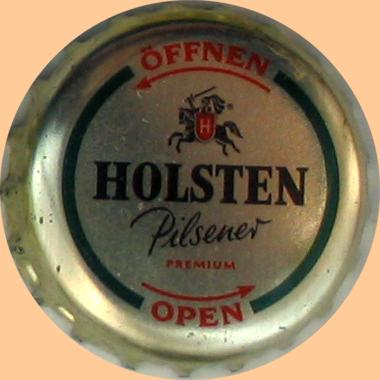 ÖFFNEN
H
HOLSTEN
Pilsener
PREMIUM
OPEN